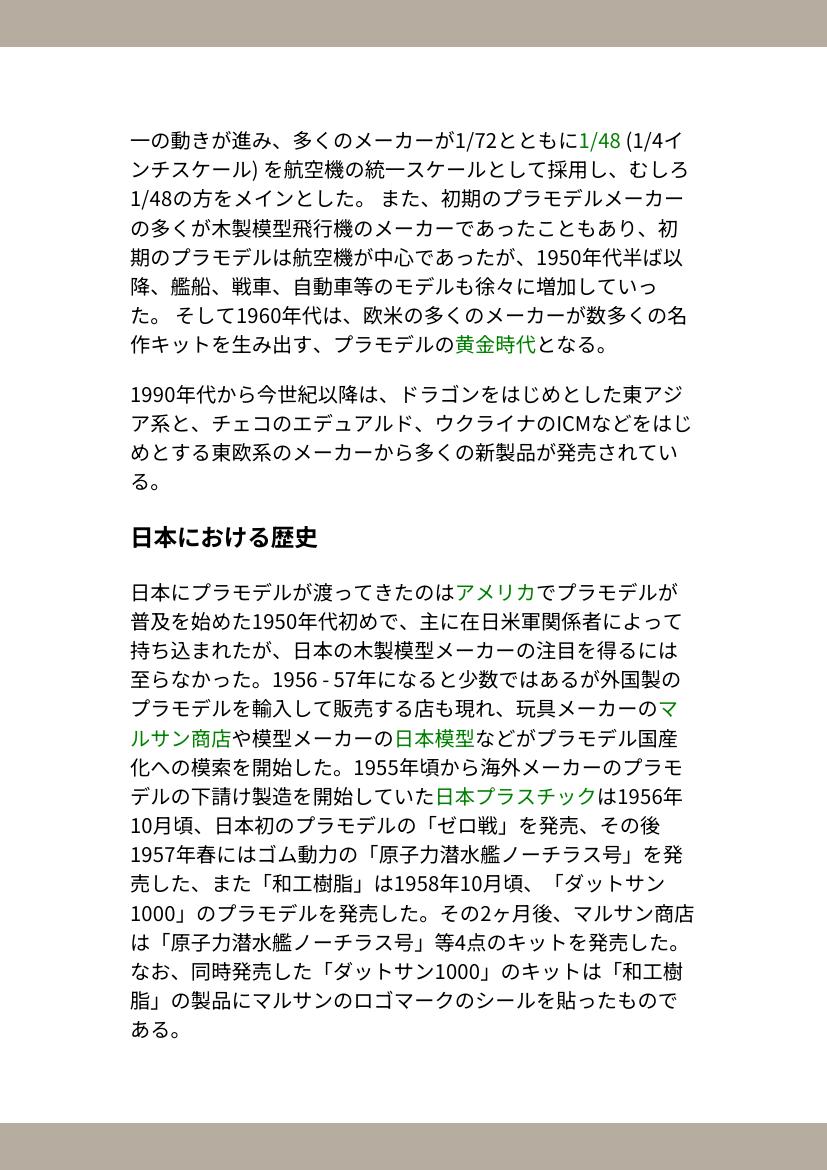 一の動きが進み、多くのメーカーが1/72とともに1/48 (1/4イ
ンチスケール) を航空機の統一スケールとして採用し、むしろ
1/48の方をメインとした。 また、初期のプラモデルメーカー
の多くが木製模型飛行機のメーカーであったこともあり、初
期のプラモデルは航空機が中心であったが、1950年代半ば以
降、艦船、戦車、自動車等のモデルも徐々に増加していっ
た。 そして1960年代は、欧米の多くのメーカーが数多くの名
作キットを生み出す、プラモデルの黄金時代となる。
1990年代から今世紀以降は、ドラゴンをはじめとした東アジ
ア系と、チェコのエデュアルド、ウクライナのICMなどをはじ
めとする東欧系のメーカーから多くの新製品が発売されてい
る。
日本における歴史
日本にプラモデルが渡ってきたのはアメリカでプラモデルが
普及を始めた1950年代初めで、主に在日米軍関係者によって
持ち込まれたが、日本の木製模型メーカーの注目を得るには
至らなかった。1956 - 57年になると少数ではあるが外国製の
プラモデルを輸入して販売する店も現れ、玩具メーカーのマ
ルサン商店や模型メーカーの日本模型などがプラモデル国産
化への模索を開始した。1955年頃から海外メーカーのプラモ
デルの下請け製造を開始していた日本プラスチックは1956年
10月頃、日本初のプラモデルの「ゼロ戦」を発売、その後
1957年春にはゴム動力の「原子力潜水艦ノーチラス号」を発
売した、また「和工樹脂」は1958年10月頃、「ダットサン
1000」のプラモデルを発売した。その2ヶ月後、マルサン商店
は「原子力潜水艦ノーチラス号」等4点のキットを発売した。
なお、同時発売した「ダットサン1000」のキットは「和工樹
脂」の製品にマルサンのロゴマークのシールを貼ったもので
ある。